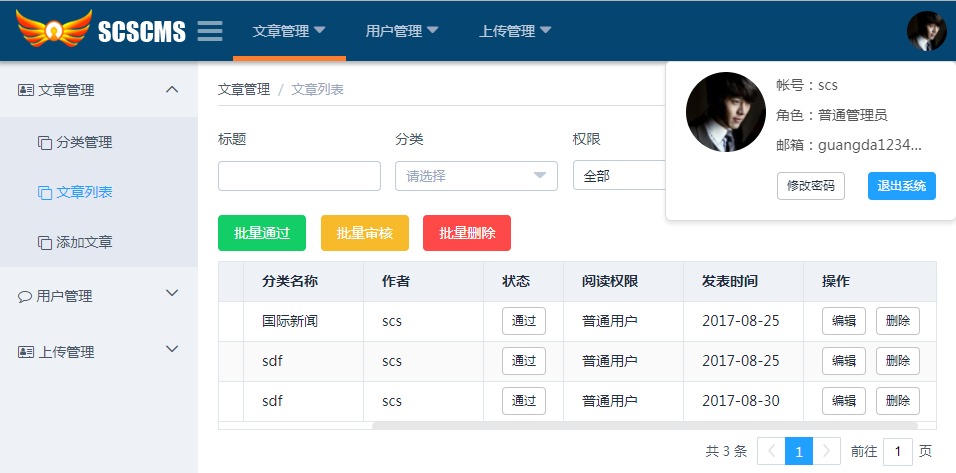 SCSCMS 文章管理 用户管理 上传管理
文章管理
分类管理
文章列表
添加文章
用户管理
上传管理
文章管理 / 文章列表
帐号：scs
角色：普通管理员
邮箱：guangda1234...
修改密码 退出系统
标题 分类 权限
请选择 全部
批量通过 批量审核 批量删除
分类名称 作者 状态 阅读权限 发表时间 操作
国际新闻 scs 通过 普通用户 2017-08-25 编辑 删除
sdf scs 通过 普通用户 2017-08-25 编辑 删除
sdf scs 通过 普通用户 2017-08-30 编辑 删除
共 3 条 1 前往 1 页